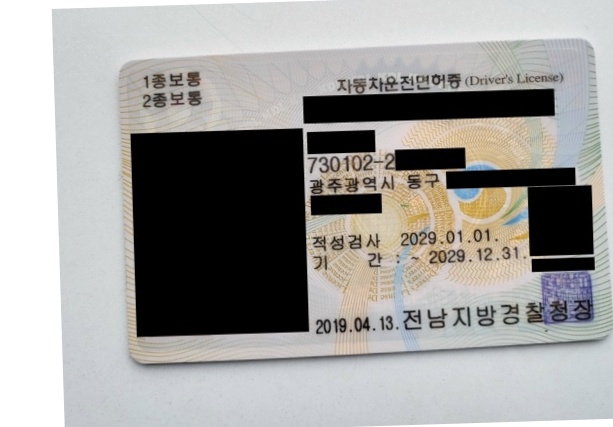 1종보통
2종보통
자동차운전면허증 (Driver's License)
730102-2
광주광역시 동구
적성검사 2029.01.01.
기 간 : ~ 2029.12.31.
2019.04.13. 전남지방경찰청장